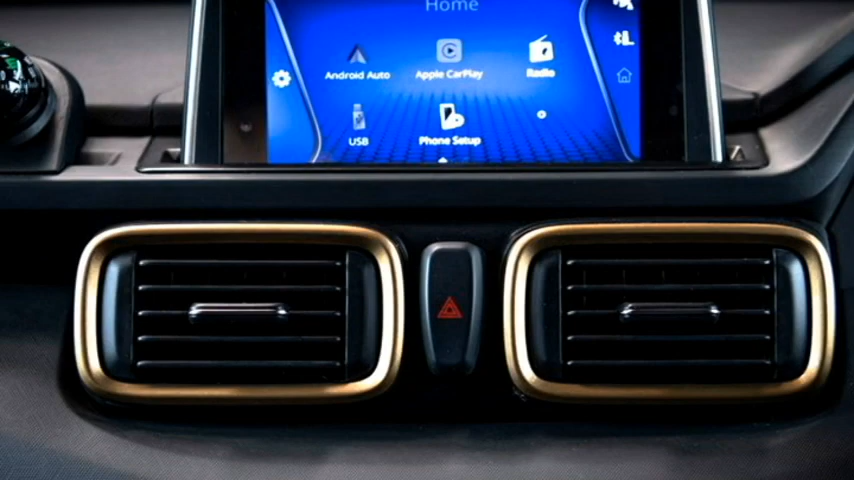 Home
Android Auto
Apple CarPlay
Radio
USB
Phone Setup